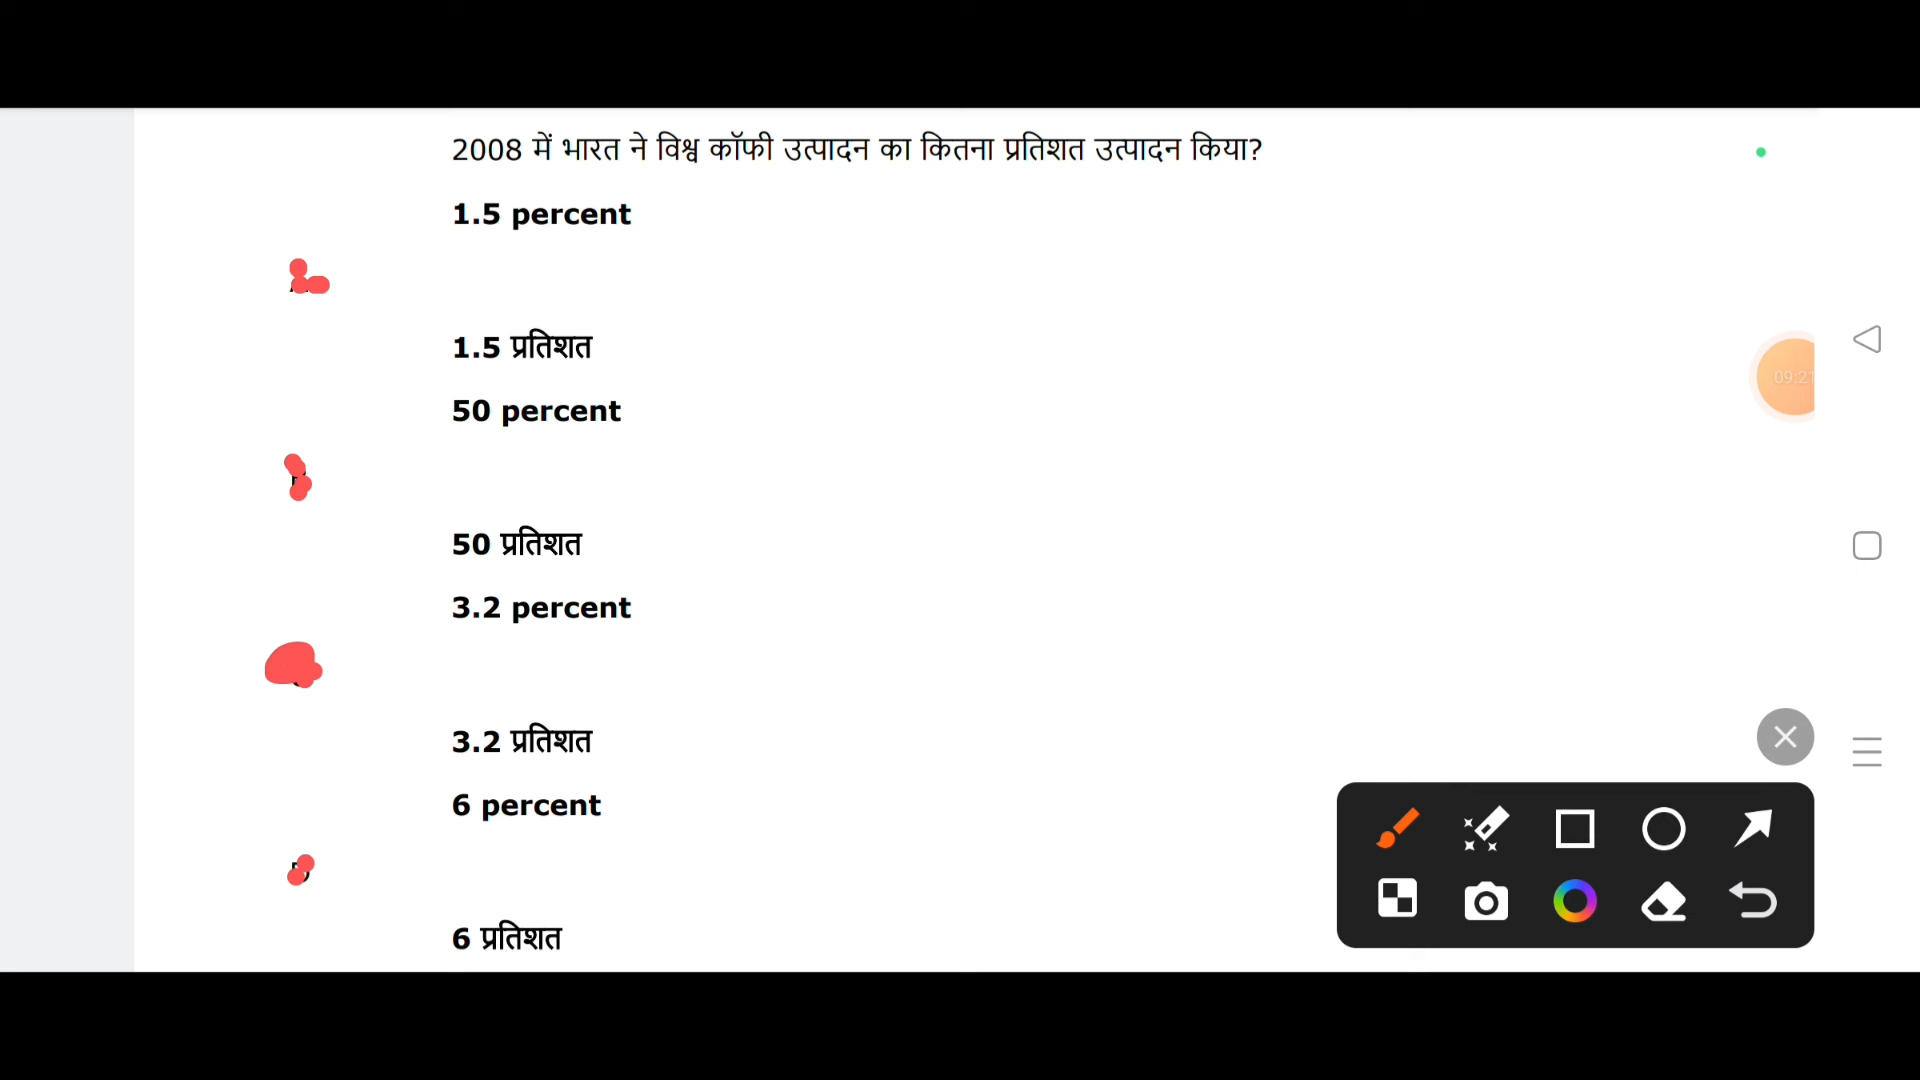 2008 में भारत ने विश्व कॉफी उत्पादन का कितना प्रतिशत उत्पादन किया?
1.5 percent
1.5 प्रतिशत
50 percent
50 प्रतिशत
3.2 percent
3.2 प्रतिशत
6 percent
6 प्रतिशत